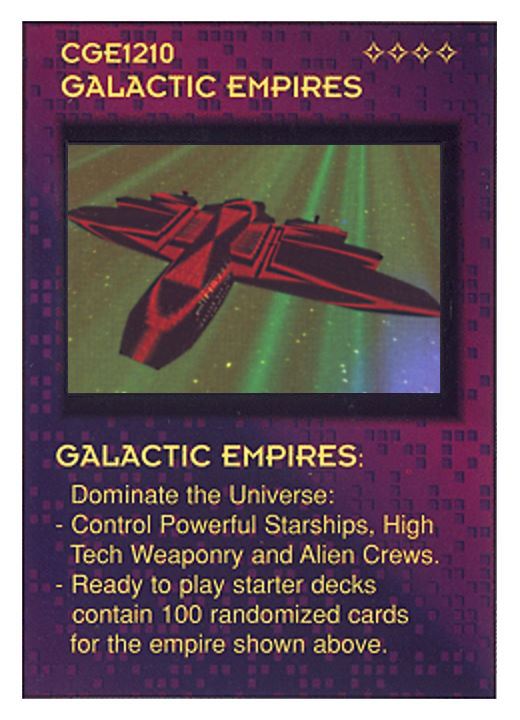 CGE1210
GALACTIC EMPIRES
GALACTIC EMPIRES:
Dominate the Universe:
- Control Powerful Starships, High
Tech Weaponry and Alien Crews.
- Ready to play starter decks
contain 100 randomized cards
for the empire shown above.